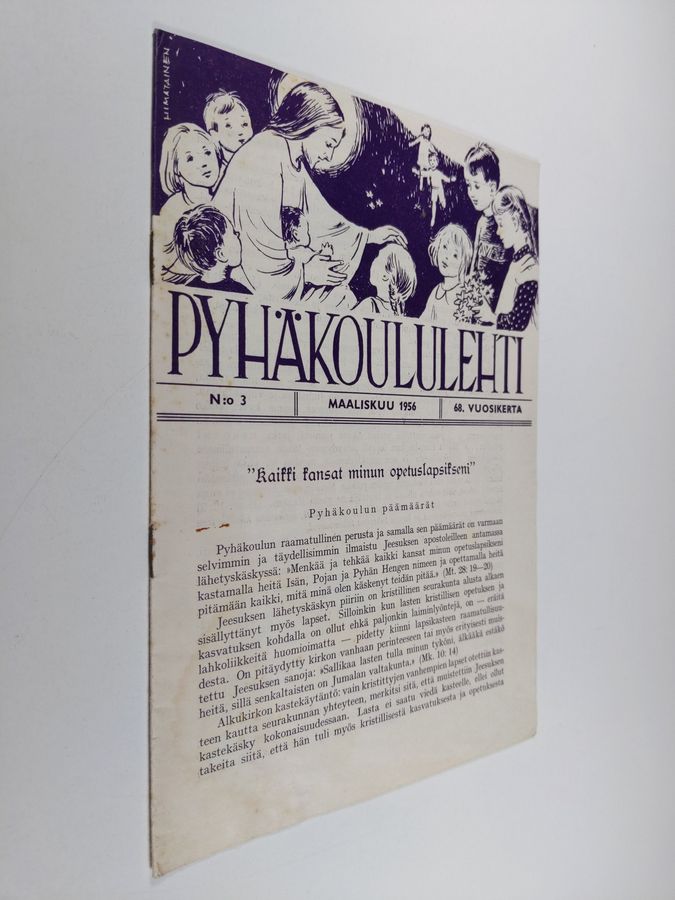 HIMATAINEN
PYHÄKOULULEHTI
N:o 3 MAALISKUU 1956 68. VUOSIKERTA
"Kaikki kansat minun opetuslapsikseni"
Pyhäkoulun päämäärät
Pyhäkoulun raamatullinen perusta ja samalla sen päämäärät on varmaan
selvimmin ja täydellisimmin ilmaistu Jeesuksen apostoleilleen antamassa
lähetyskäskyssä: »Menkää ja tehkää kaikki kansat minun opetuslapsikseni
kastamalla heitä Isän, Pojan ja Pyhän Hengen nimeen ja opettamalla heitä
pitämään kaikki, mitä minä olen käskenyt teidän pitää.» (Mt. 28: 19—20)
Jeesuksen lähetyskäskyn piiriin on kristillinen seurakunta alusta alkaen
sisällyttänyt myös lapset. Silloinkin kun lasten kristillisen opetuksen ja
kasvatuksen kohdalla on ollut ehkä paljonkin laiminlyöntejä, on — eräitä
lahkoliikkeitä huomioimatta — pidetty kiinni lapsikasteen raamatullisuu-
desta. On pitäydytty kirkon vanhaan perinteeseen tai myös erityisesti muis-
tettu Jeesuksen sanoja: »Sallikaa lasten tulla minun tyköni, älkääkä estäkö
heitä, sillä senkaltaisten on Jumalan valtakunta.» (Mk. 10: 14)
Alkukirkon kastekäytäntö: vain kristittyjen vanhempien lapset otettiin kas-
teen kautta seurakunnan yhteyteen, merkitsi sitä, että muistettiin Jeesuksen
kastekäsky kokonaisuudessaan. Lasta ei saatu viedä kasteelle, ellei ollut
takeita siitä, että hän tuli myös kristillisestä kasvatuksesta ja opetuksesta